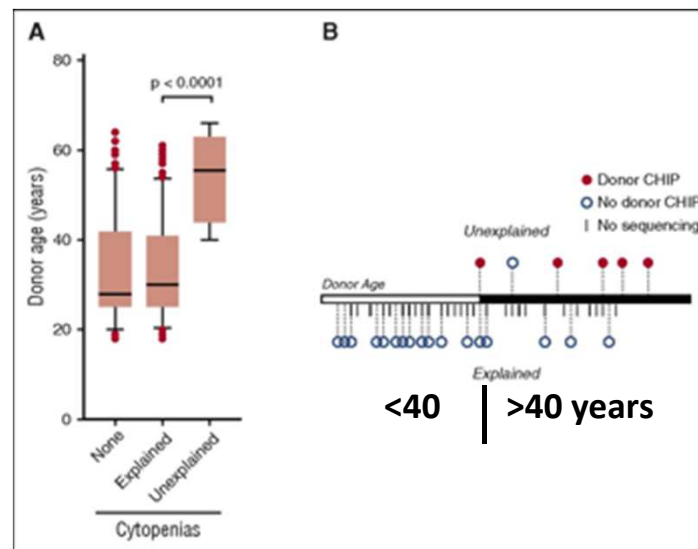 A
B
80
60
40
20
0
Donor age (years)
p < 0.0001
None
Explained
Unexplained
Cytopenias
Donor CHIP
No donor CHIP
No sequencing
Unexplained
Donor Age
Explained
<40 | >40 years